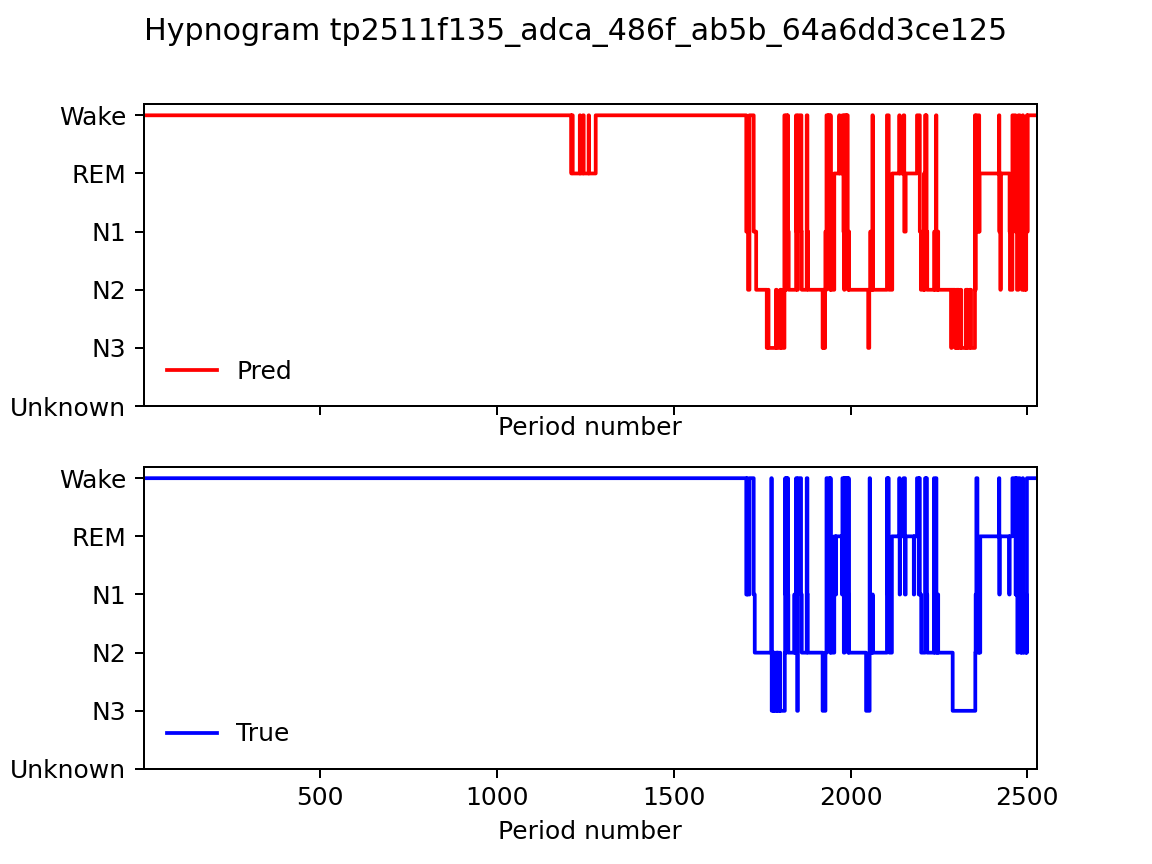 Hypnogram tp2511f135_adca_486f_ab5b_64a6dd3ce125
Wake
REM
N1
N2
N3
Unknown
Pred
Period number
Wake
REM
N1
N2
N3
Unknown
True
500 1000 1500 2000 2500
Period number